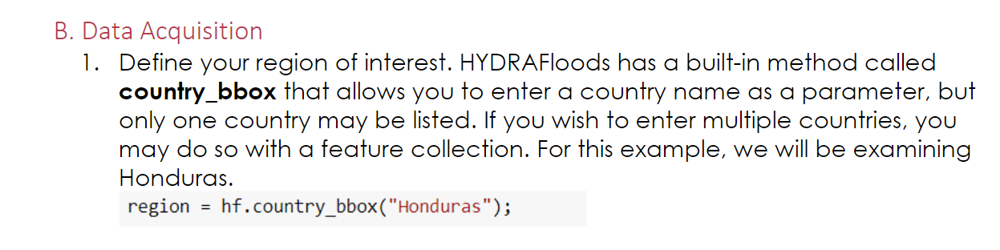 B. Data Acquisition
1. Define your region of interest. HYDRAFloods has a built-in method called
country_bbox that allows you to enter a country name as a parameter, but
only one country may be listed. If you wish to enter multiple countries, you
may do so with a feature collection. For this example, we will be examining
Honduras.
region = hf.country_bbox("Honduras");